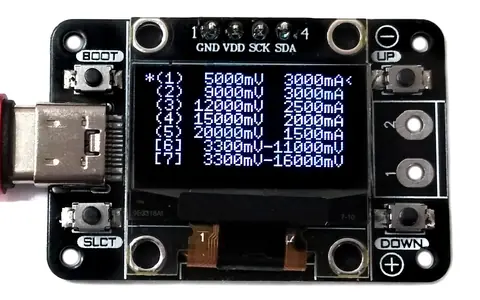 1 4
GND VDD SCK SDA
BOOT
UP
*(1) 5000mV 3000mA<
(2) 9000mV 3000mA
(3) 12000mV 2500mA
(4) 15000mV 2000mA
(5) 20000mV 1500mA
[6] 3300mV-11000mV
[7] 3300mV-16000mV
2
1
SLCT
1
DOWN